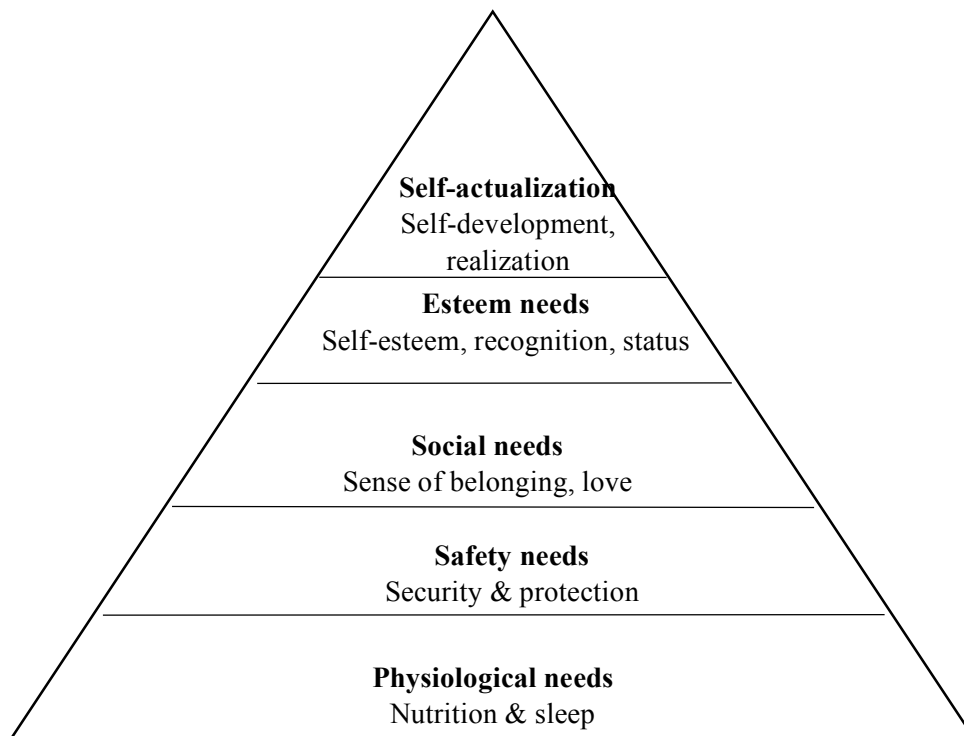 Self-actualization
Self-development,
realization
Esteem needs
Self-esteem, recognition, status
Social needs
Sense of belonging, love
Safety needs
Security & protection
Physiological needs
Nutrition & sleep